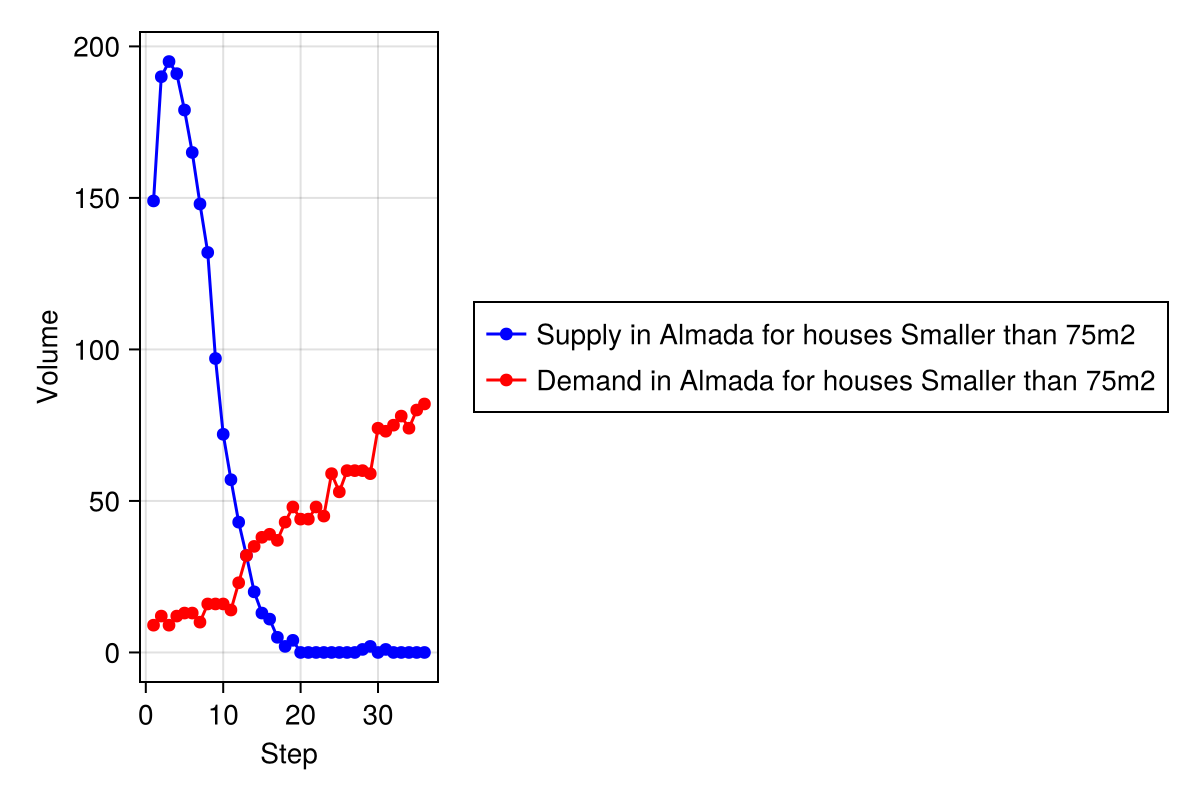 200
150
100
50
0
Volume
0 10 20 30
Step
Supply in Almada for houses Smaller than 75m2
Demand in Almada for houses Smaller than 75m2